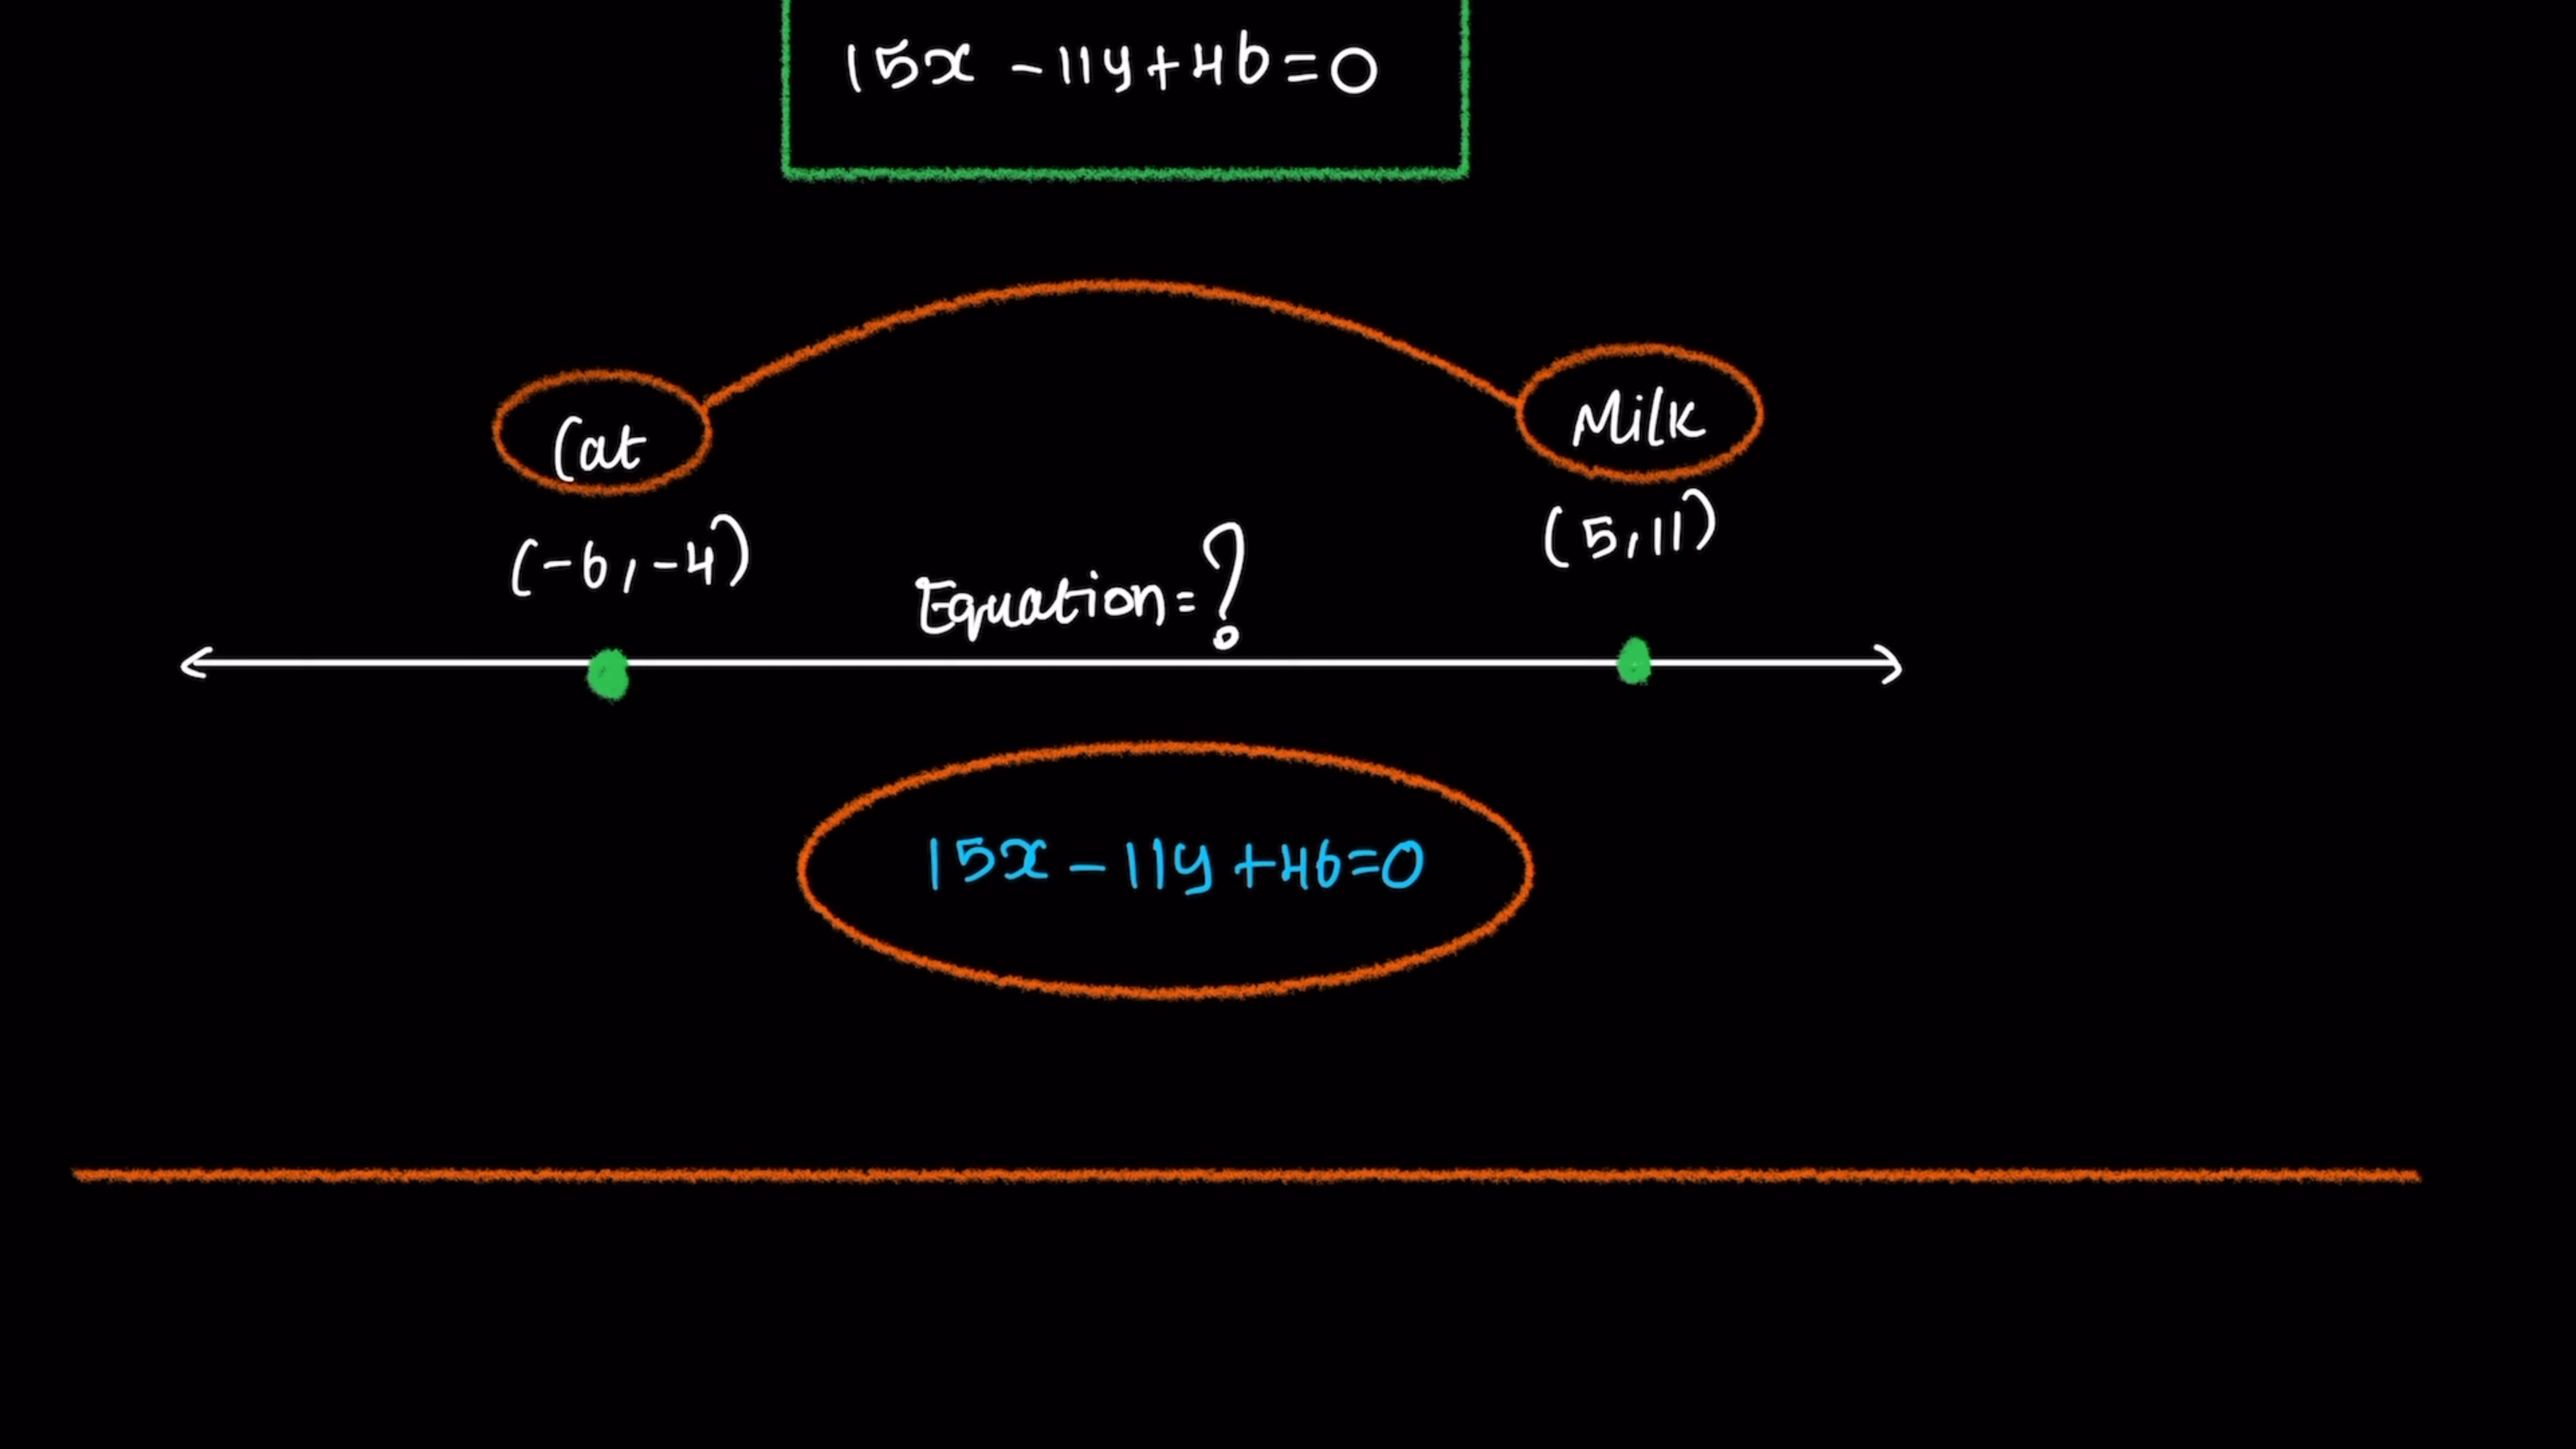 15x - 11y + 46 = 0
Cat
Milk
(-6, -4)
(5, 11)
Equation = ?
15x - 11y + 46 = 0